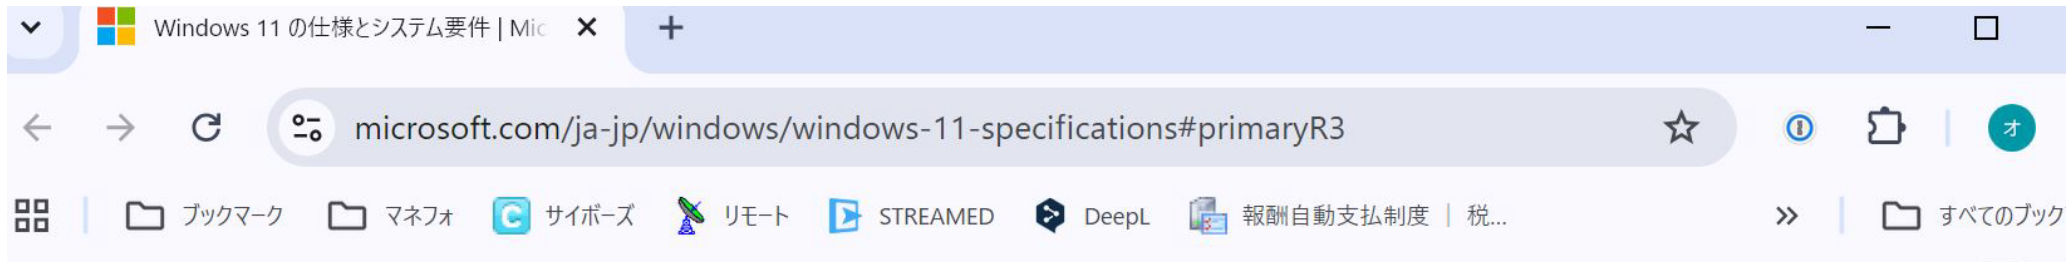 Windows 11 の仕様とシステム要件 | Mic
microsoft.com/ja-jp/windows/windows-11-specifications#primaryR3
オ
ブックマーク マネフォ サイボーズ リモート STREAMED DeepL 報酬自動支払制度 | 税... » すべてのブック